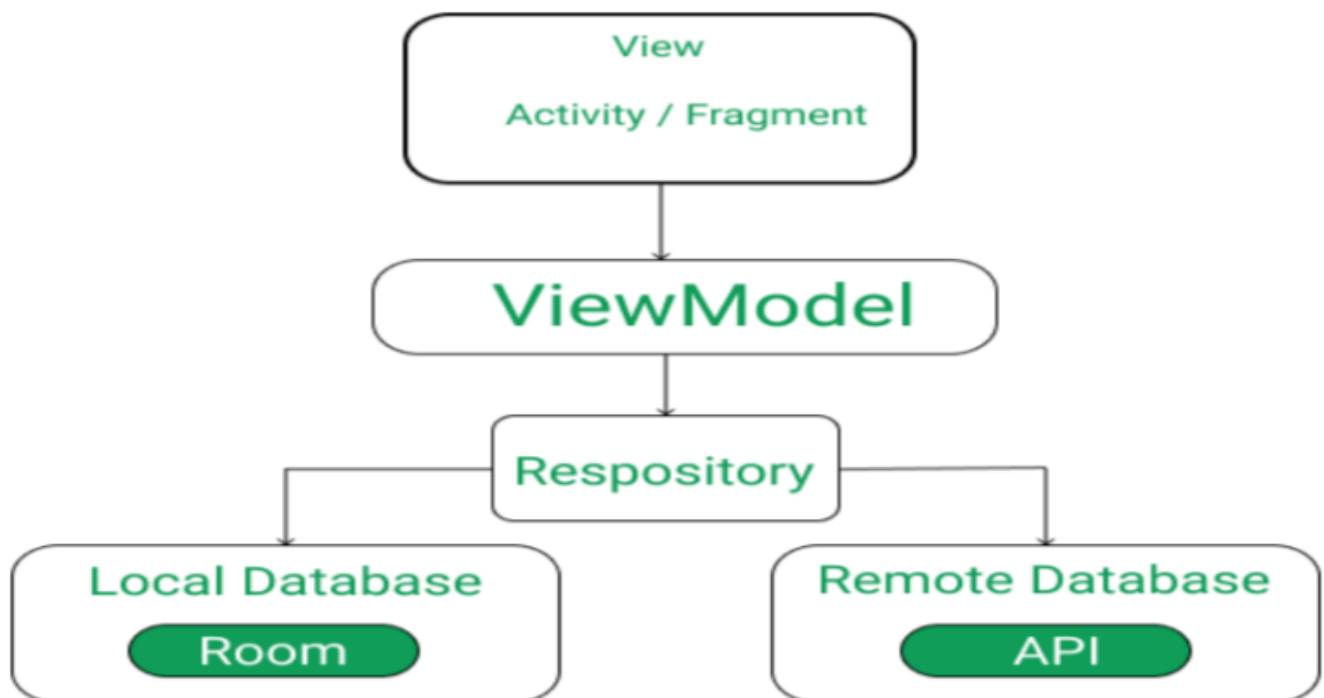 View
Activity / Fragment
ViewModel
Respository
Local Database
Room
Remote Database
API